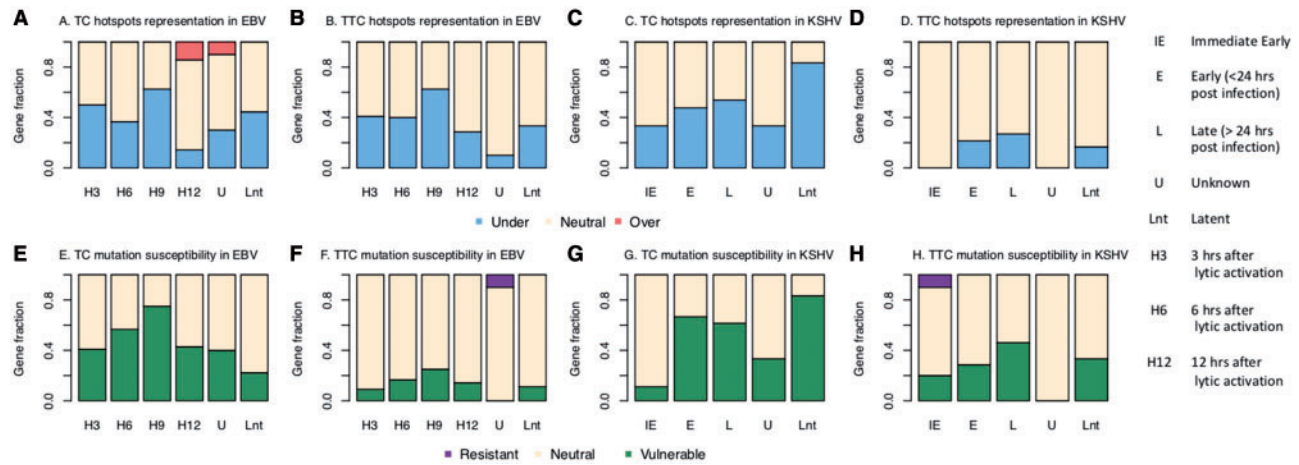 A
A. TC hotspots representation in EBV
Gene fraction
0.0 0.4 0.8
H3 H6 H9 H12 U Lnt
B
B. TTC hotspots representation in EBV
Gene fraction
0.0 0.4 0.8
H3 H6 H9 H12 U Lnt
C
C. TC hotspots representation in KSHV
Gene fraction
0.0 0.4 0.8
IE E L U Lnt
D
D. TTC hotspots representation in KSHV
Gene fraction
0.0 0.4 0.8
IE E L U Lnt
Under Neutral Over
E
E. TC mutation susceptibility in EBV
Gene fraction
0.0 0.4 0.8
H3 H6 H9 H12 U Lnt
F
F. TTC mutation susceptibility in EBV
Gene fraction
0.0 0.4 0.8
H3 H6 H9 H12 U Lnt
G
G. TC mutation susceptibility in KSHV
Gene fraction
0.0 0.4 0.8
IE E L U Lnt
H
H. TTC mutation susceptibility in KSHV
Gene fraction
0.0 0.4 0.8
IE E L U Lnt
Resistant Neutral Vulnerable
IE Immediate Early
E Early (<24 hrs
post infection)
L Late (> 24 hrs
post infection)
U Unknown
Lnt Latent
H3 3 hrs after
lytic activation
H6 6 hrs after
lytic activation
H12 12 hrs after
lytic activation